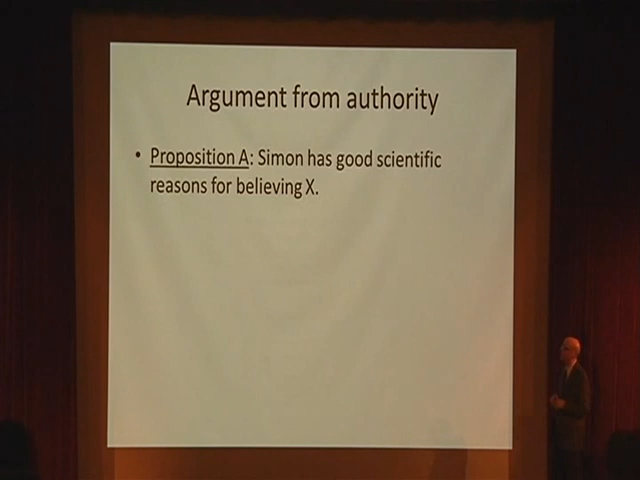 Argument from authority
• Proposition A: Simon has good scientific
reasons for believing X.